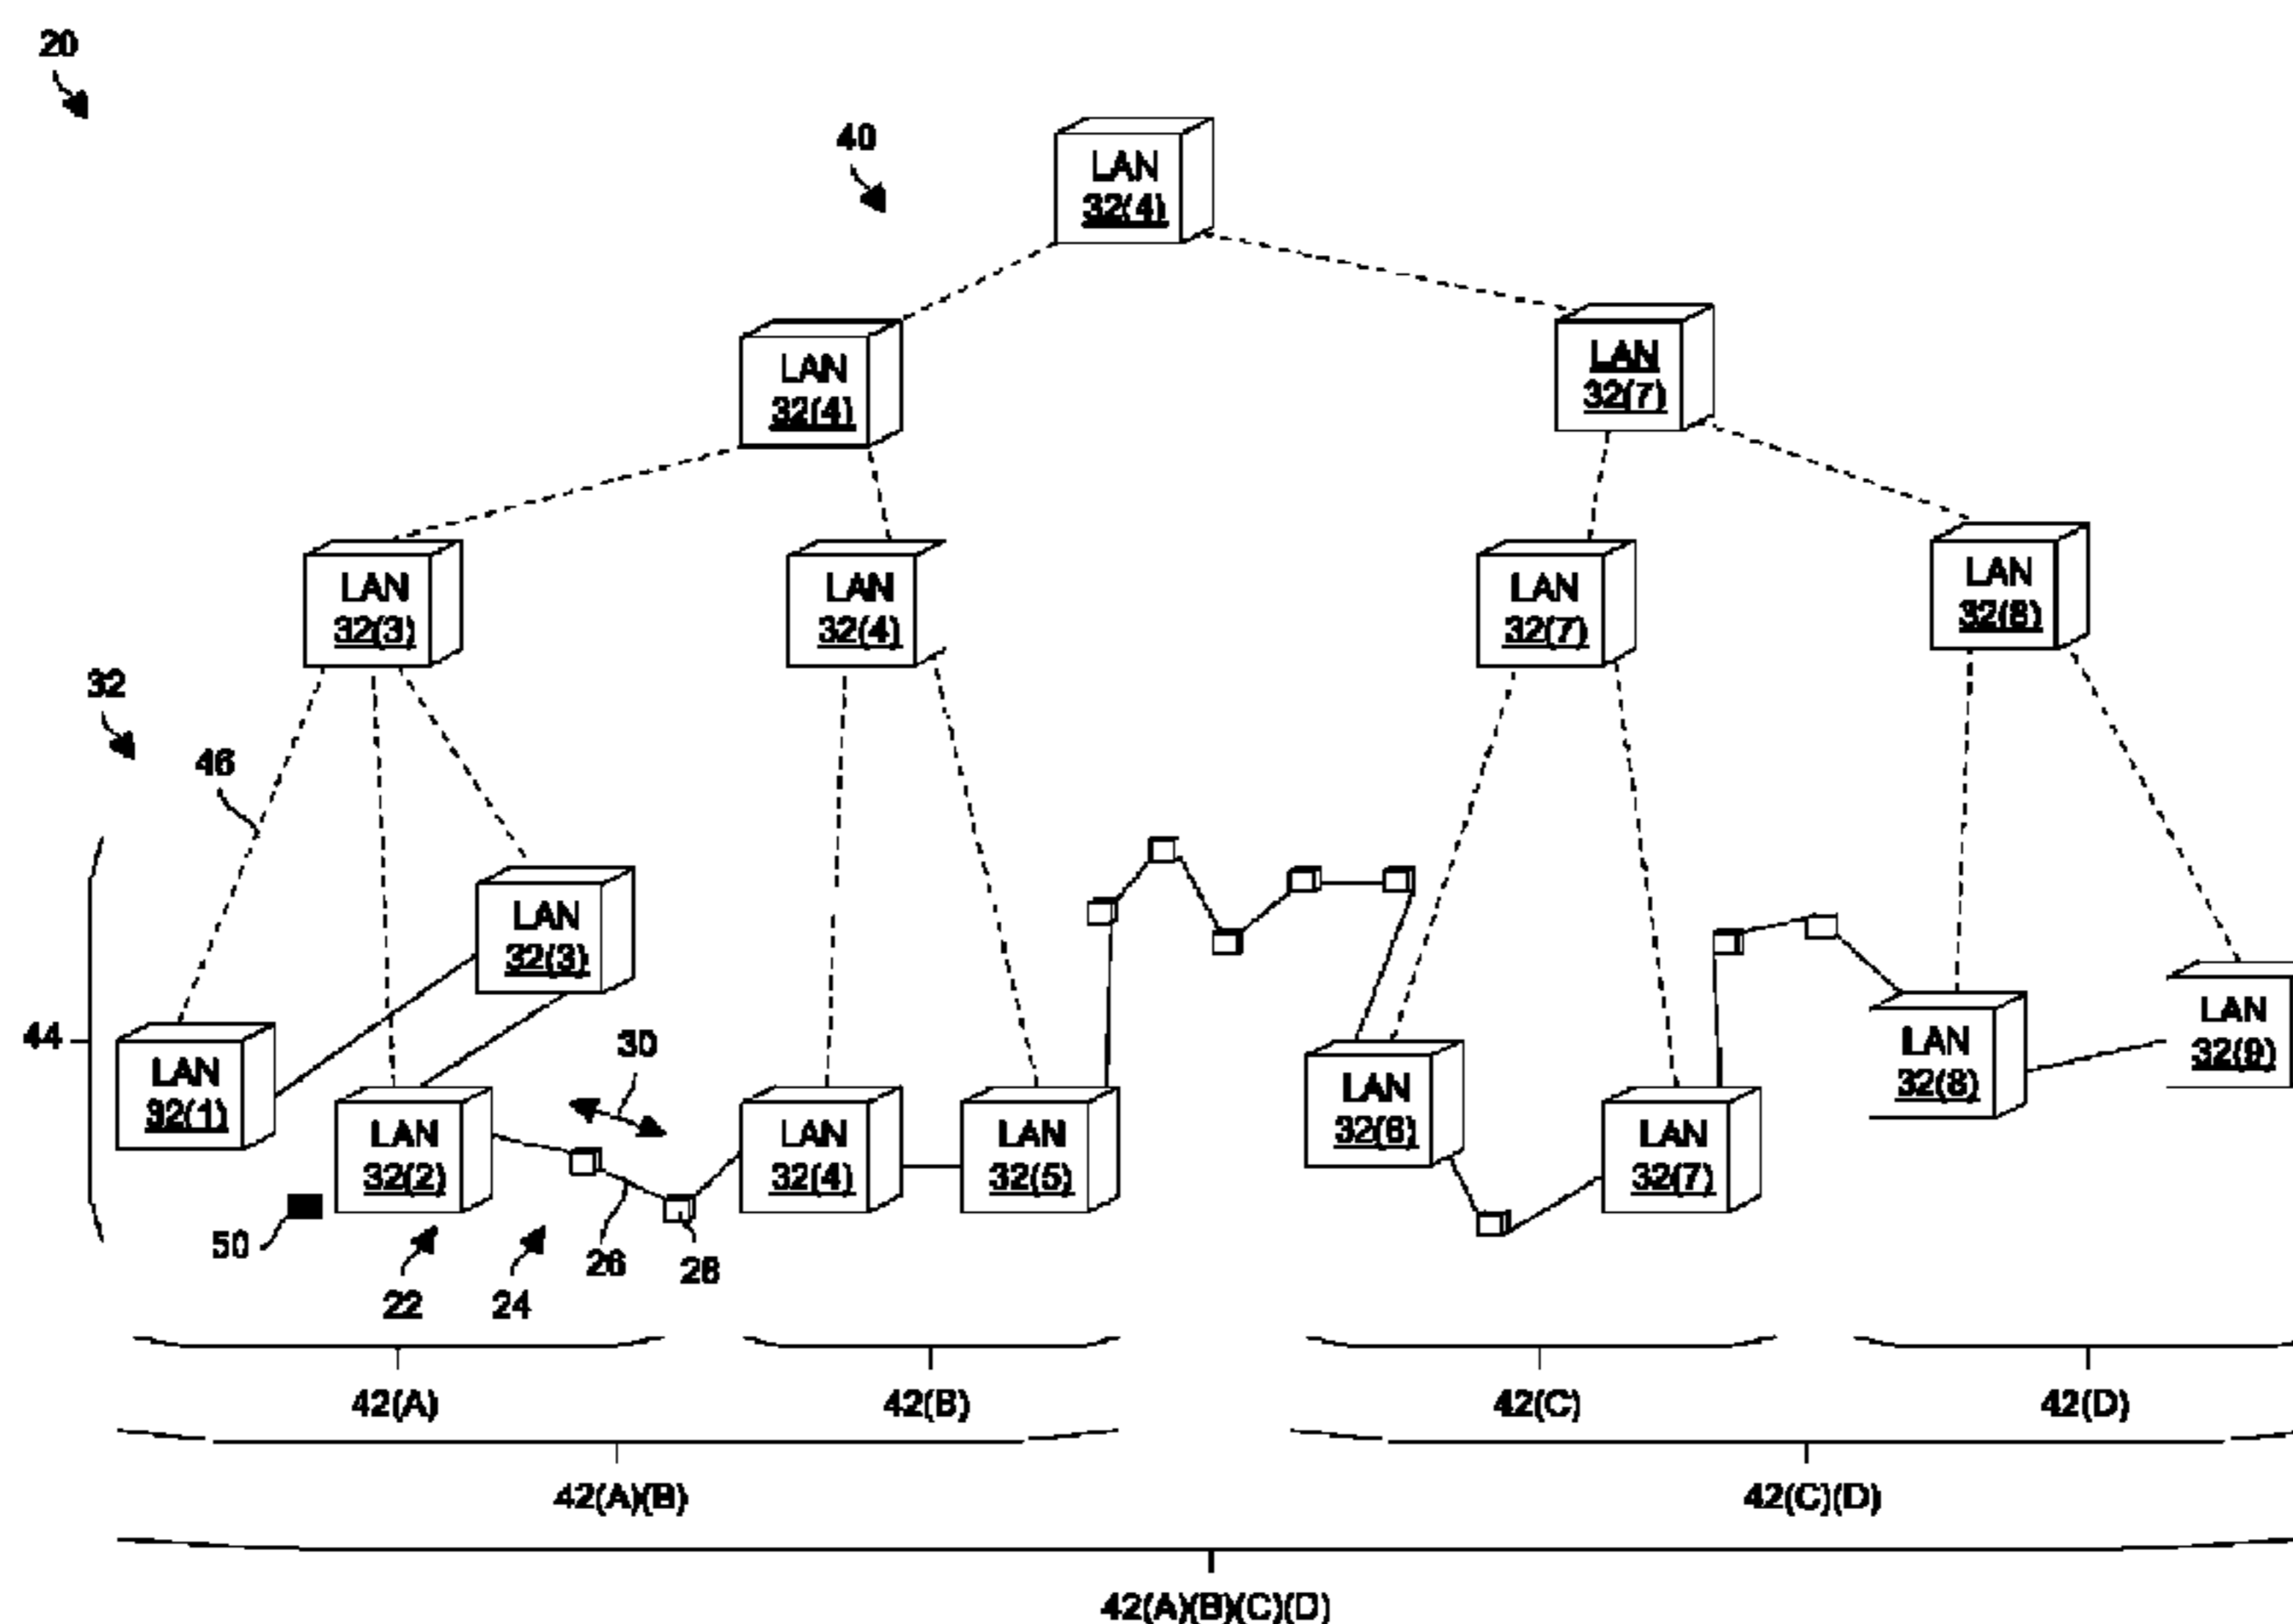 20
40
LAN
32(4)
LAN
32(4)
LAN
32(7)
LAN
32(3)
LAN
32(4)
LAN
32(7)
LAN
32(8)
32
46
LAN
32(3)
44
LAN
32(1)
30
LAN
32(2)
LAN
32(4)
LAN
32(5)
LAN
32(6)
LAN
32(7)
LAN
32(8)
LAN
32(9)
50
22
24
26
28
42(A)
42(B)
42(C)
42(D)
42(A)(B)
42(C)(D)
42(A)(B)(C)(D)